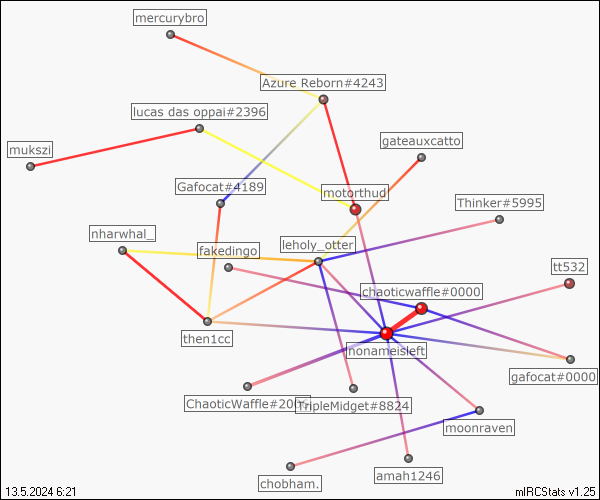 mercurybro
Azure Reborn#4243
lucas das oppai#2396
gateauxcatto
mukszi
Gafocat#4189
motorthud
Thinker#5995
nharwhal_
fakedingo
leholy_otter
tt532
chaoticwaffle#0000
then1cc
nonameisleft
gafocat#0000
ChaoticWaffle#20
TripleMidget#8824
moonraven
chobham.
amah1246
13.5.2024 6:21
mIRCStats v1.25